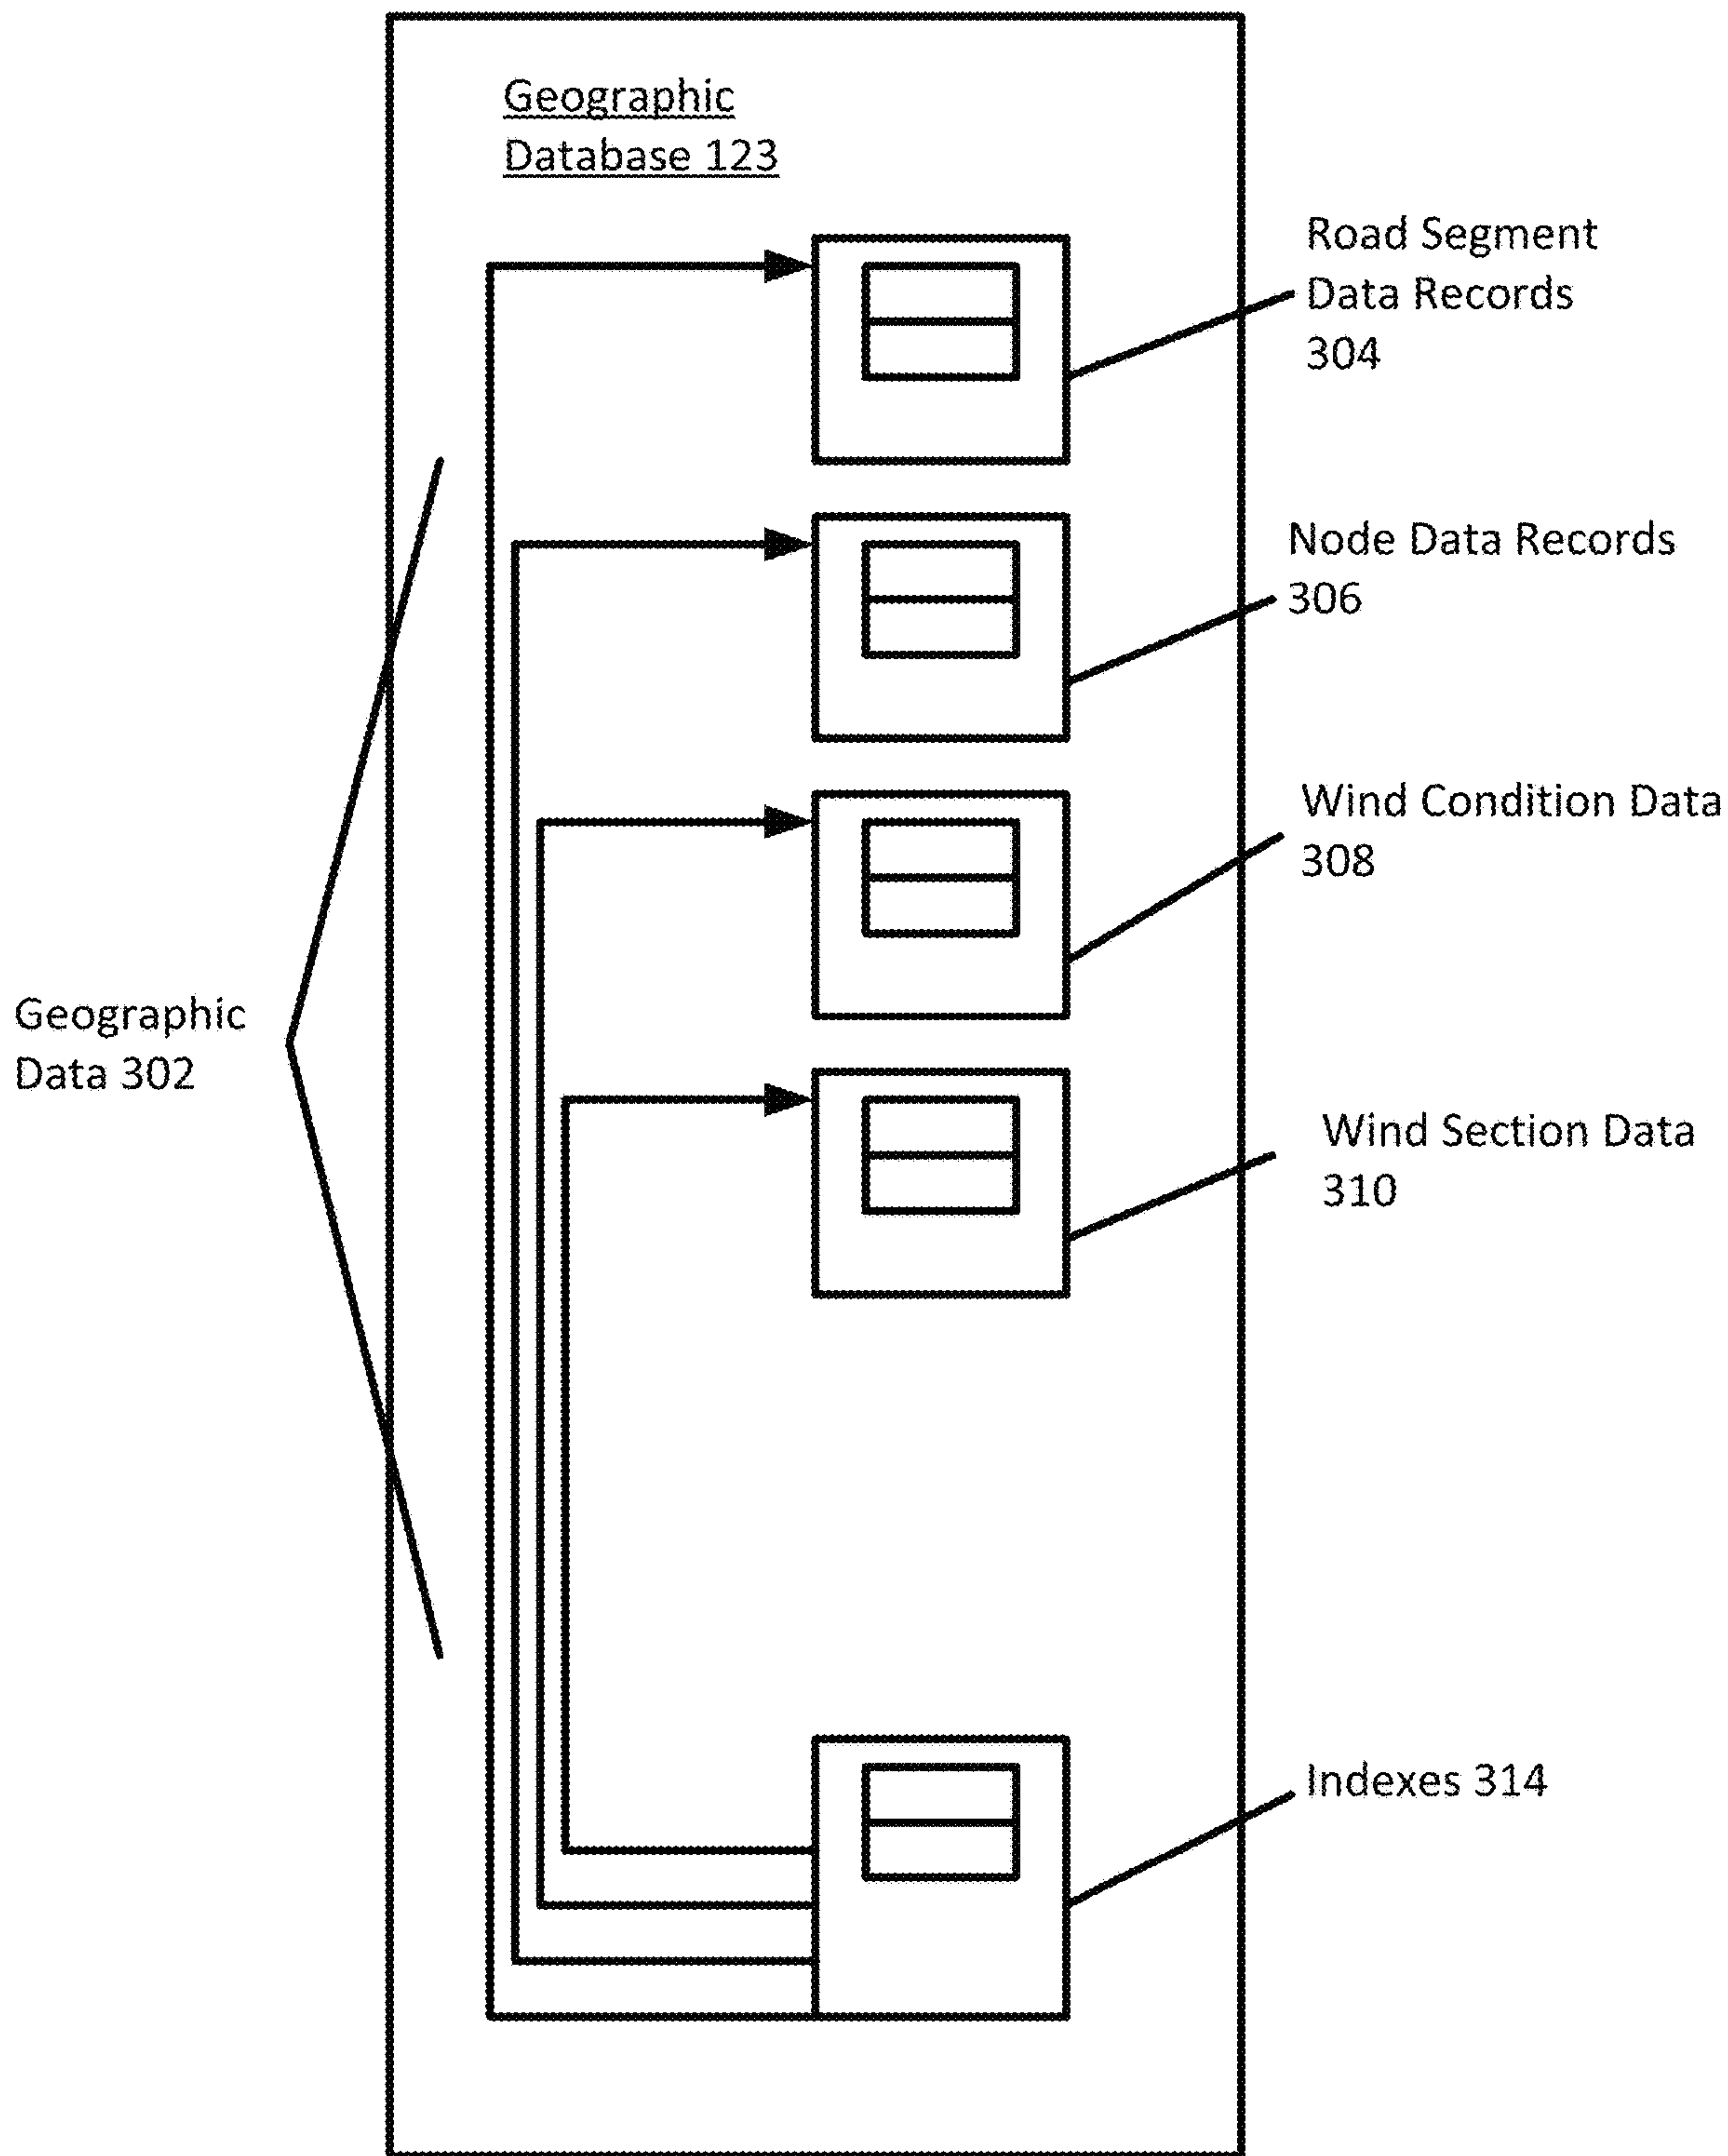 Geographic
Database 123
Road Segment
Data Records
304
Node Data Records
306
Wind Condition Data
308
Geographic
Data 302
Wind Section Data
310
Indexes 314